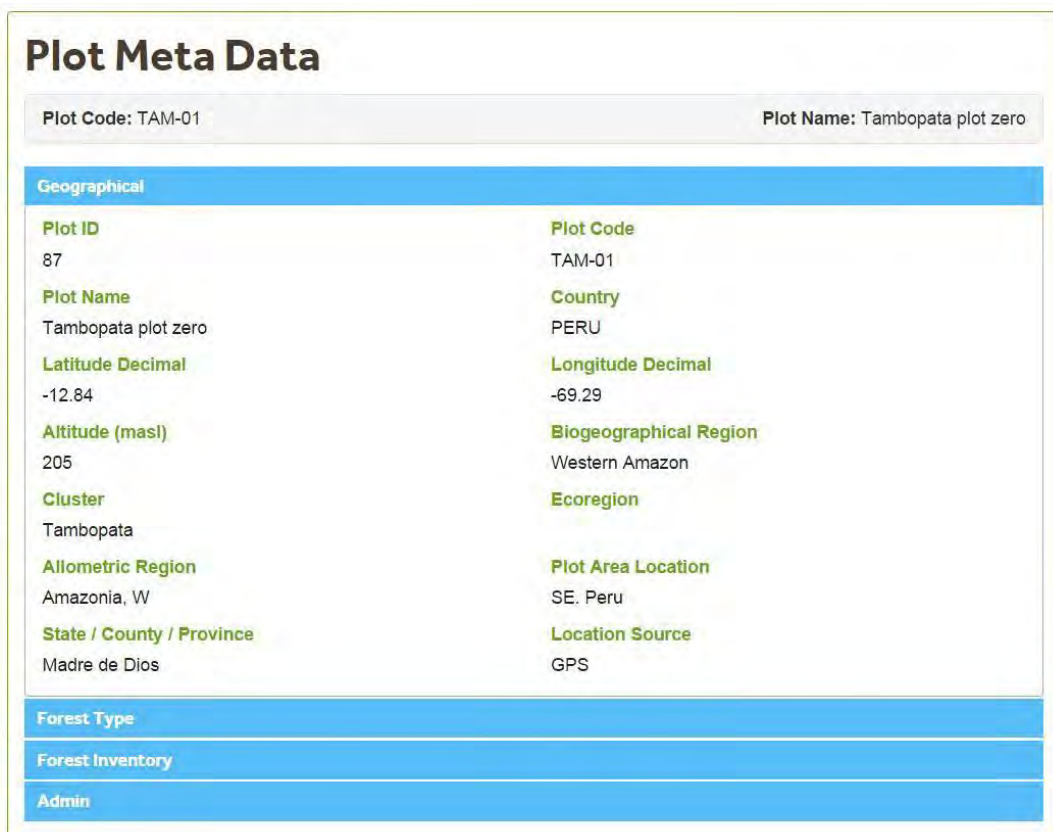 Plot Meta Data
Plot Code: TAM-01 Plot Name: Tambopata plot zero
Geographical
Plot ID Plot Code
87 TAM-01
Plot Name Country
Tambopata plot zero PERU
Latitude Decimal Longitude Decimal
-12.84 -69.29
Altitude (masl) Biogeographical Region
205 Western Amazon
Cluster Ecoregion
Tambopata
Allometric Region Plot Area Location
Amazonia, W SE. Peru
State / County / Province Location Source
Madre de Dios GPS
Forest Type
Forest Inventory
Admin